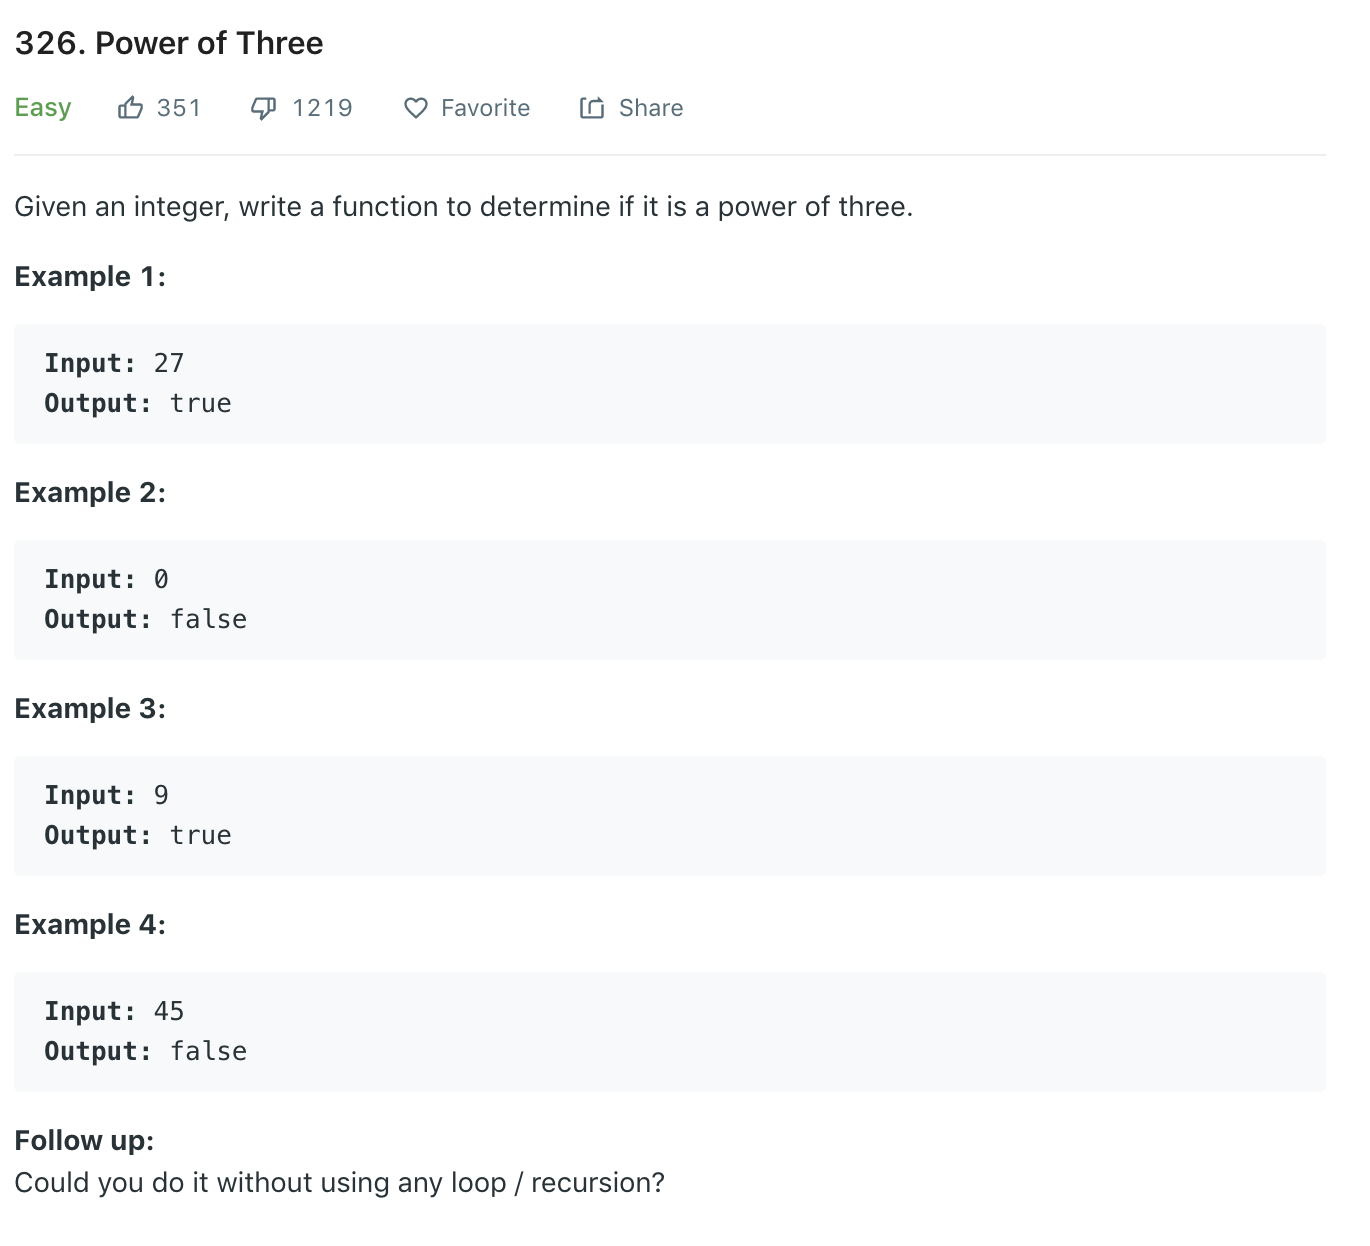 326. Power of Three
Easy 351 1219 Favorite Share
Given an integer, write a function to determine if it is a power of three.
Example 1:
Input: 27
Output: true
Example 2:
Input: 0
Output: false
Example 3:
Input: 9
Output: true
Example 4:
Input: 45
Output: false
Follow up:
Could you do it without using any loop / recursion?